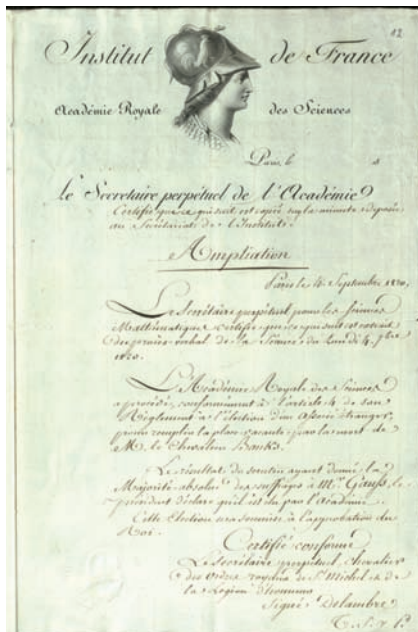 12
Institut de France
Académie Royale des Sciences
Paris, le
le Secrétaire perpétuel de l'Académie
Certifie que ce qui suit est copié sur la minute déposée
au Secrétariat de l'Institut.
Ampliation
Paris le 4 Septembre 1820.
Le Secrétaire perpétuel pour les Sciences
Mathématiques certifie que ce qui suit est extrait
du procès verbal de la Séance du Lundi 4 7bre
1820.
L'Académie Royale des Sciences
a procédé, conformément à l'article 4 de son
Règlement à l'élection d'un associé étranger,
pour remplir la place vacante par la mort de
M. le Chevalier Banks.
Le résultat du scrutin ayant donné la
Majorité absolue des suffrages à Mr. Gauss, le
président déclare qu'il est élu par l'académie.
Cette Election sera soumise à l'approbation du
Roi.
Certifié conforme
Le Secrétaire perpétuel, chevalier
des ordres royaux de St. Michel et de
la Légion d'honneur
Signé Delambre